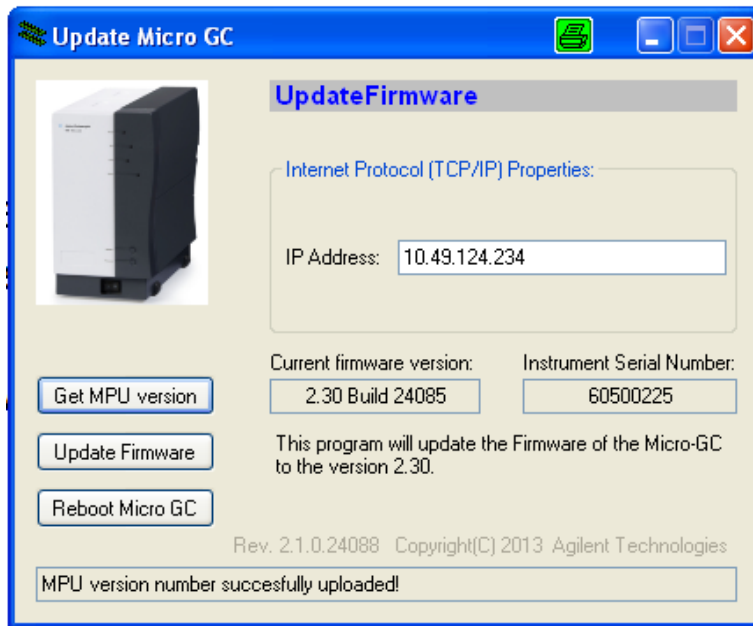 Update Micro GC
UpdateFirmware
Internet Protocol (TCP/IP) Properties:
IP Address: 10.49.124.234
Current firmware version: Instrument Serial Number:
2.30 Build 24085 60500225
Get MPU version
This program will update the Firmware of the Micro-GC
to the version 2.30.
Update Firmware
Reboot Micro GC
Rev. 2.1.0.24088 Copyright(C) 2013 Agilent Technologies
MPU version number succesfully uploaded!